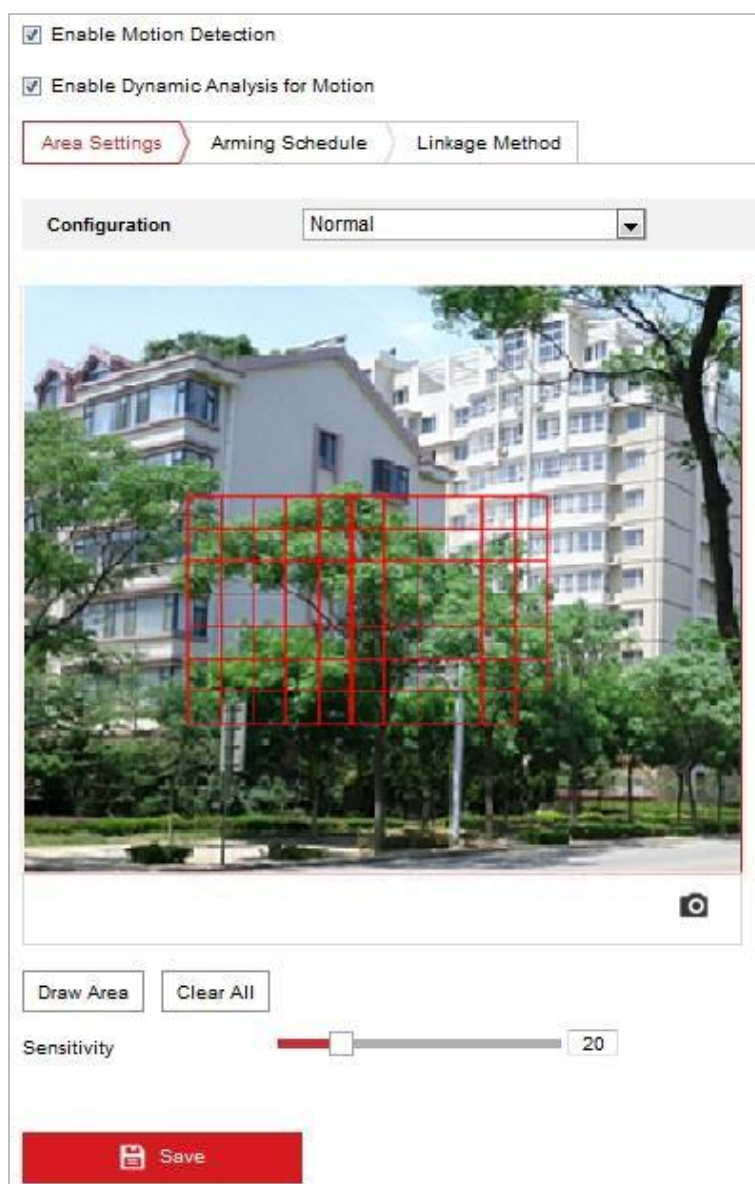 Enable Motion Detection
Enable Dynamic Analysis for Motion
Area Settings Arming Schedule Linkage Method
Configuration Normal
Draw Area Clear All
Sensitivity 20
Save